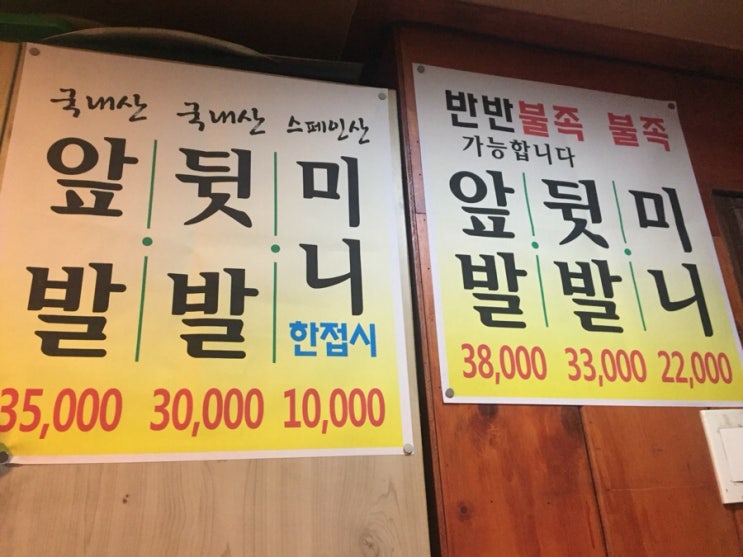 국내산 국내산 스페인산
앞발 뒷발 미니
한접시
35,000 30,000 10,000
반반불족 불족
가능합니다
앞발 뒷발 미니
38,000 33,000 22,000